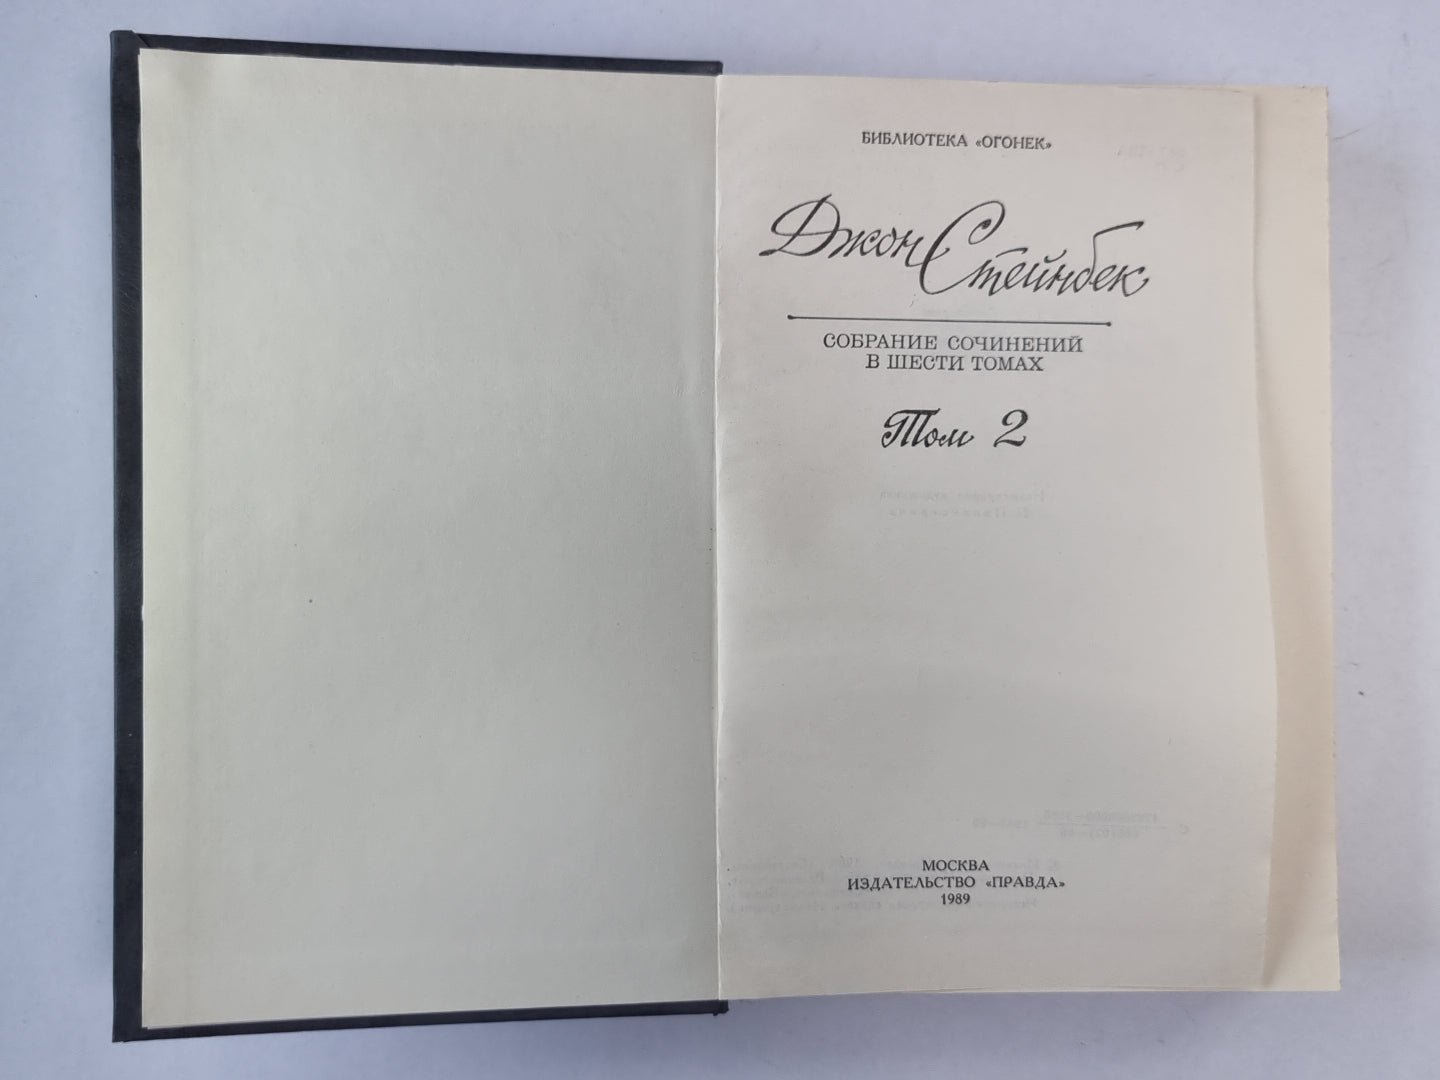 БИБЛИОТЕКА «ОГОНЕК»
Джон Стейнбек
СОБРАНИЕ СОЧИНЕНИЙ
В ШЕСТИ ТОМАХ
Том 2
МОСКВА
ИЗДАТЕЛЬСТВО «ПРАВДА»
1989